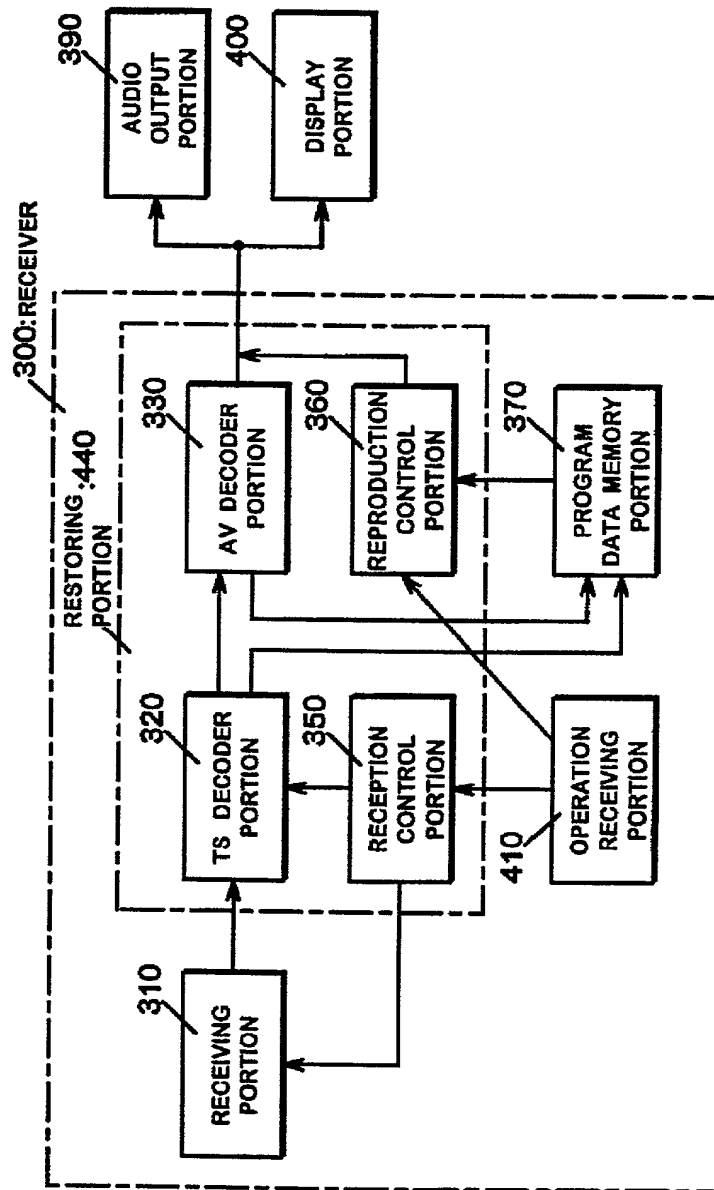 300:RECEIVER
RESTORING :440
PORTION
310
RECEIVING
PORTION
320
TS DECODER
PORTION
330
AV DECODER
PORTION
390
AUDIO
OUTPUT
PORTION
400
DISPLAY
PORTION
350
RECEPTION
CONTROL
PORTION
360
REPRODUCTION
CONTROL
PORTION
410
OPERATION
RECEIVING
PORTION
370
PROGRAM
DATA MEMORY
PORTION